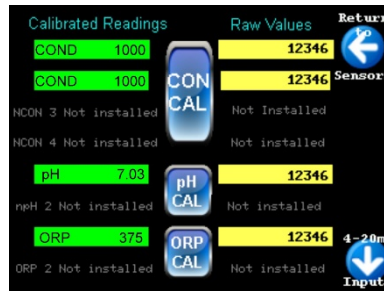 Calibrated Readings Raw Values Return
COND 1000 12346
COND 1000 CON CAL 12346 Sensor
NCON 3 Not installed Not Installed
NCON 4 Not installed Not installed
pH 7.03 pH CAL 12346
npH 2 Not installed Not installed
ORP 375 ORP CAL 12346 4-20m
ORP 2 Not installed Not installed Input